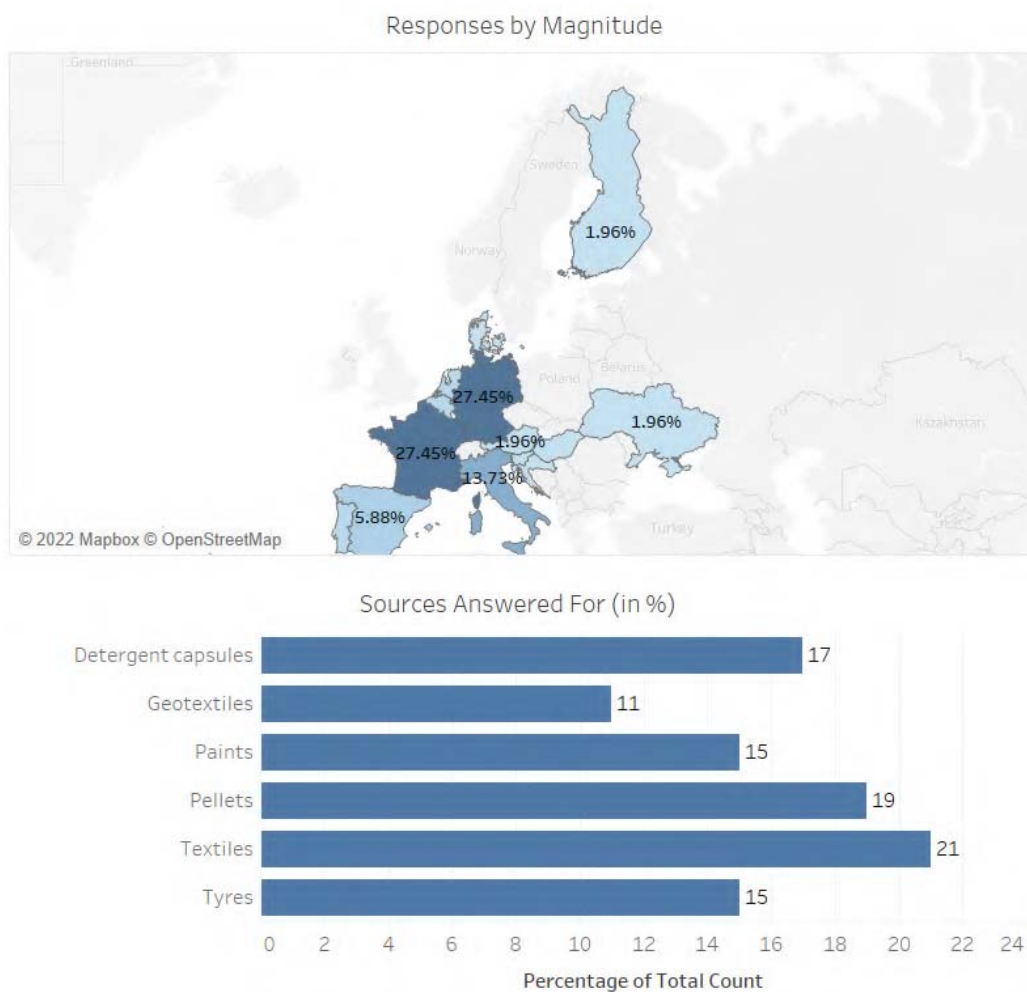 Responses by Magnitude
Greenland
Sweden
1.96%
Norway
Poland
Belarus
27.45%
1.96%
Kazakhstan
1.96%
27.45%
13.73%
5.88%
Turkey
© 2022 Mapbox © OpenStreetMap
Sources Answered For (in %)
Detergent capsules 17
Geotextiles 11
Paints 15
Pellets 19
Textiles 21
Tyres 15
0 2 4 6 8 10 12 14 16 18 20 22 24
Percentage of Total Count